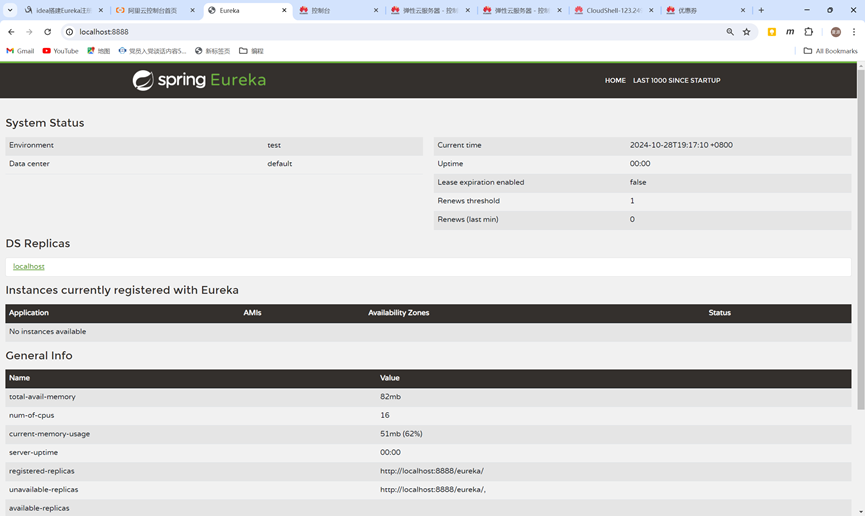 idea搭建Eureka注册 阿里云控制台首页 Eureka 控制台 弹性云服务器 - 控制 弹性云服务器 - 控制 CloudShell-123.249 优惠券
localhost:8888
Gmail YouTube 地图 党员入党谈话内容S... 新标签页 编程 All Bookmarks
spring Eureka HOME LAST 1000 SINCE STARTUP
System Status
Environment test Current time 2024-10-28T19:17:10 +0800
Data center default Uptime 00:00
Lease expiration enabled false
Renews threshold 1
Renews (last min) 0
DS Replicas
localhost
Instances currently registered with Eureka
Application AMIs Availability Zones Status
No instances available
General Info
Name Value
total-avail-memory 82mb
num-of-cpus 16
current-memory-usage 51mb (62%)
server-uptime 00:00
registered-replicas http://localhost:8888/eureka/
unavailable-replicas http://localhost:8888/eureka/,
available-replicas